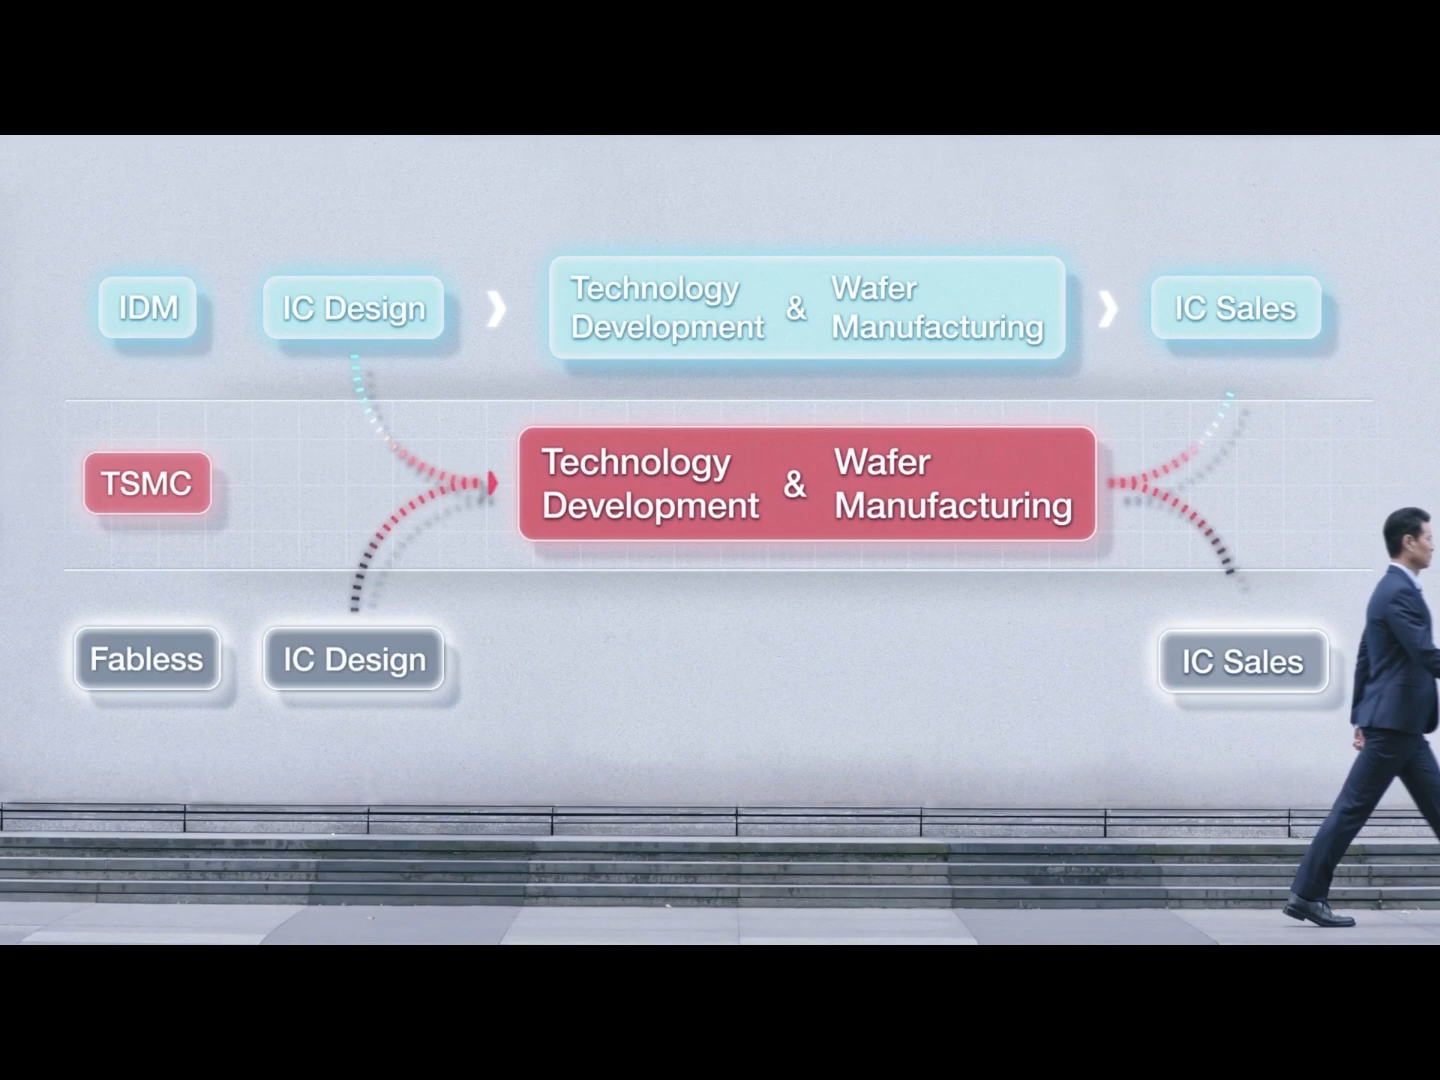 IDM
IC Design
Technology
Development
&
Wafer
Manufacturing
IC Sales
TSMC
Technology
Development
&
Wafer
Manufacturing
Fabless
IC Design
IC Sales